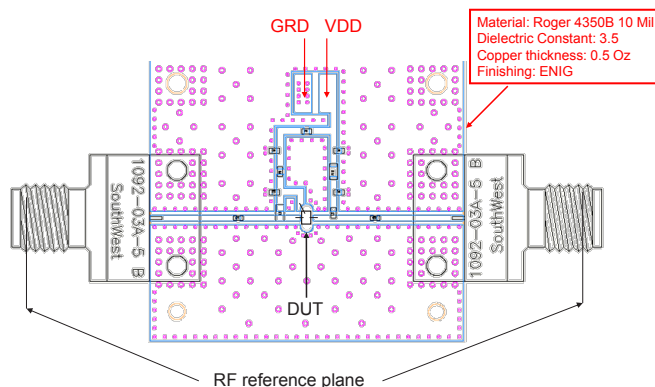 GRD VDD
Material: Roger 4350B 10 Mil
Dielectric Constant: 3.5
Copper thickness: 0.5 Oz
Finishing: ENIG
1092-03A-5 B
SouthWest
1092-03A-5 B
SouthWest
DUT
RF reference plane